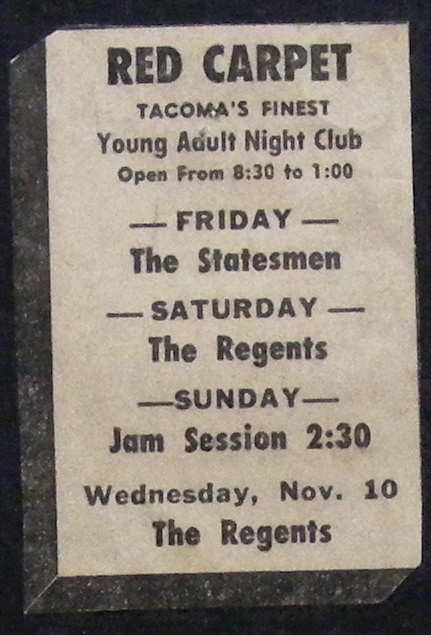 RED CARPET
TACOMA'S FINEST
Young Adult Night Club
Open From 8:30 to 1:00
— FRIDAY —
The Statesmen
— SATURDAY —
The Regents
—SUNDAY—
Jam Session 2:30
Wednesday, Nov. 10
The Regents